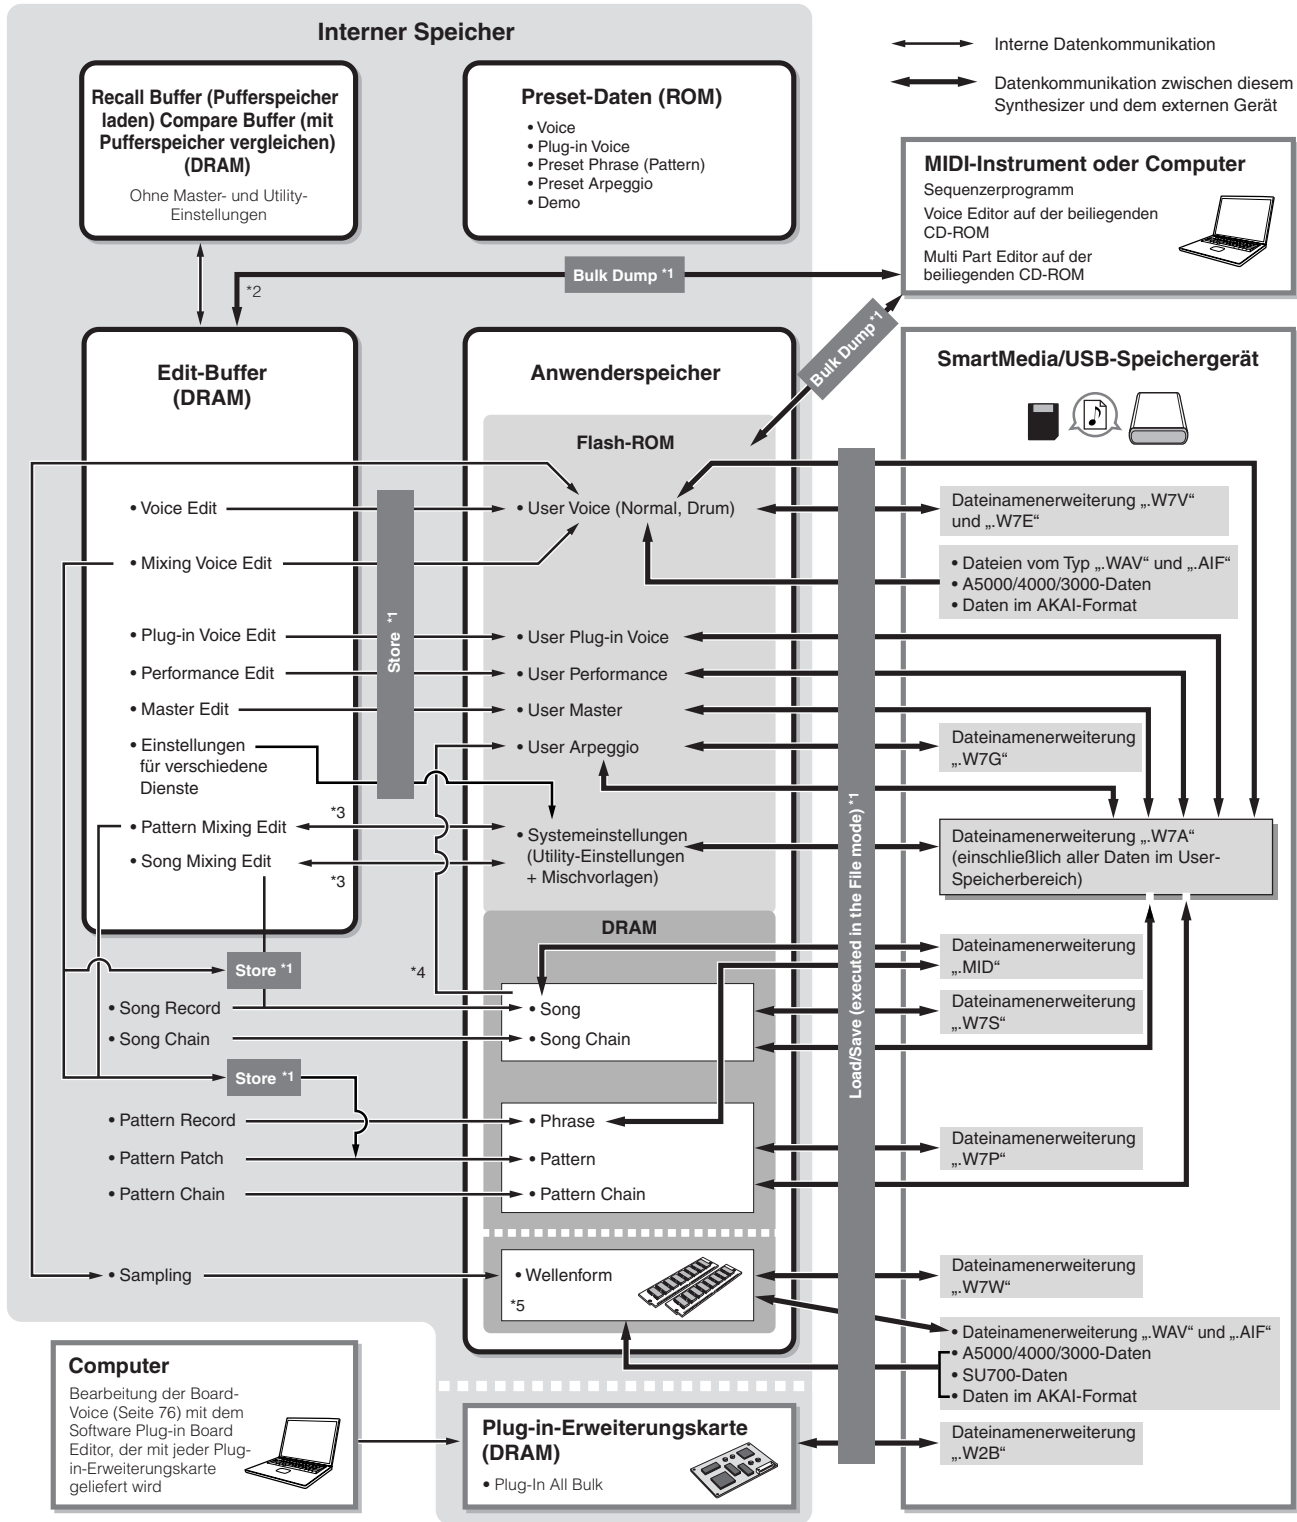 Interner Speicher
Interne Datenkommunikation
Datenkommunikation zwischen diesem
Synthesizer und dem externen Gerät
Recall Buffer (Pufferspeicher
laden) Compare Buffer (mit
Pufferspeicher vergleichen)
(DRAM)
Ohne Master- und Utility-
Einstellungen
Preset-Daten (ROM)
• Voice
• Plug-in Voice
• Preset Phrase (Pattern)
• Preset Arpeggio
• Demo
MIDI-Instrument oder Computer
Sequenzerprogramm
Voice Editor auf der beiliegenden
CD-ROM
Multi Part Editor auf der
beiliegenden CD-ROM
Bulk Dump *1
*2
Bulk Dump *1
Edit-Buffer
(DRAM)
• Voice Edit
• Mixing Voice Edit
• Plug-in Voice Edit
• Performance Edit
• Master Edit
• Einstellungen
für verschiedene
Dienste
• Pattern Mixing Edit
• Song Mixing Edit
*3
*3
Store *1
Anwenderspeicher
Flash-ROM
• User Voice (Normal, Drum)
• User Plug-in Voice
• User Performance
• User Master
• User Arpeggio
• Systemeinstellungen
(Utility-Einstellungen
+ Mischvorlagen)
DRAM
*4
Store *1
• Song Record
• Song Chain
Store *1
• Pattern Record
• Pattern Patch
• Pattern Chain
• Sampling
• Song
• Song Chain
• Phrase
• Pattern
• Pattern Chain
• Wellenform
*5
Load/Save (executed in the File mode) *1
SmartMedia/USB-Speichergerät
Dateinamenerweiterung „.W7V“
und „.W7E“
• Dateien vom Typ „.WAV“ und „.AIF“
• A5000/4000/3000-Daten
• Daten im AKAI-Format
Dateinamenerweiterung
„.W7G“
Dateinamenerweiterung „.W7A“
(einschließlich aller Daten im User-
Speicherbereich)
Dateinamenerweiterung
„.MID“
Dateinamenerweiterung
„.W7S“
Dateinamenerweiterung
„.W7P“
Dateinamenerweiterung
„.W7W“
• Dateinamenerweiterung „.WAV“ und „.AIF“
• A5000/4000/3000-Daten
• SU700-Daten
• Daten im AKAI-Format
Dateinamenerweiterung
„.W2B“
Computer
Bearbeitung der Board-
Voice (Seite 76) mit dem
Software Plug-in Board
Editor, der mit jeder Plug-
in-Erweiterungskarte
geliefert wird
Plug-in-Erweiterungskarte
(DRAM)
• Plug-In All Bulk